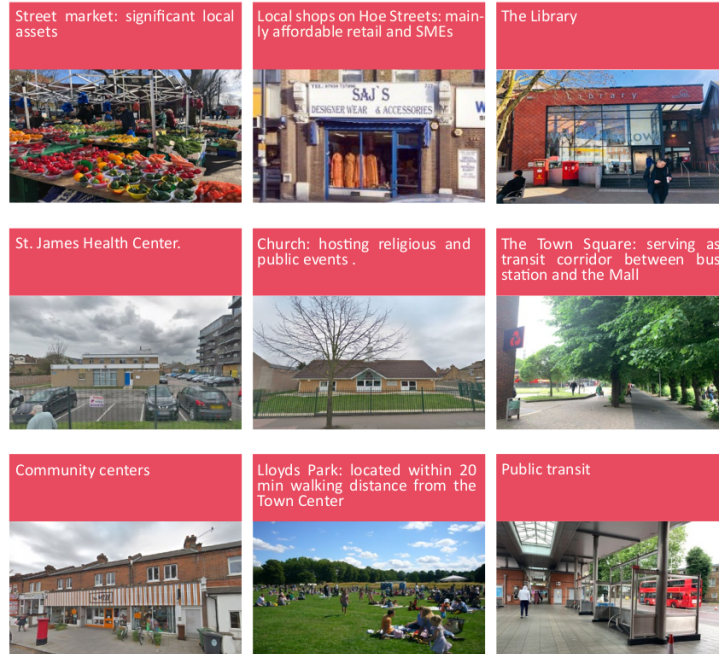 Street market: significant local
assets
Local shops on Hoe Streets: main-
ly affordable retail and SMEs
The Library
TEL:
SAJ'S
DESIGNER WEAR & ACCESSORIES
W
Library
St. James Health Center.
Church: hosting religious and
public events .
The Town Square: serving as
transit corridor between bus
station and the Mall
Community centers
Lloyds Park: located within 20
min walking distance from the
Town Center
Public transit